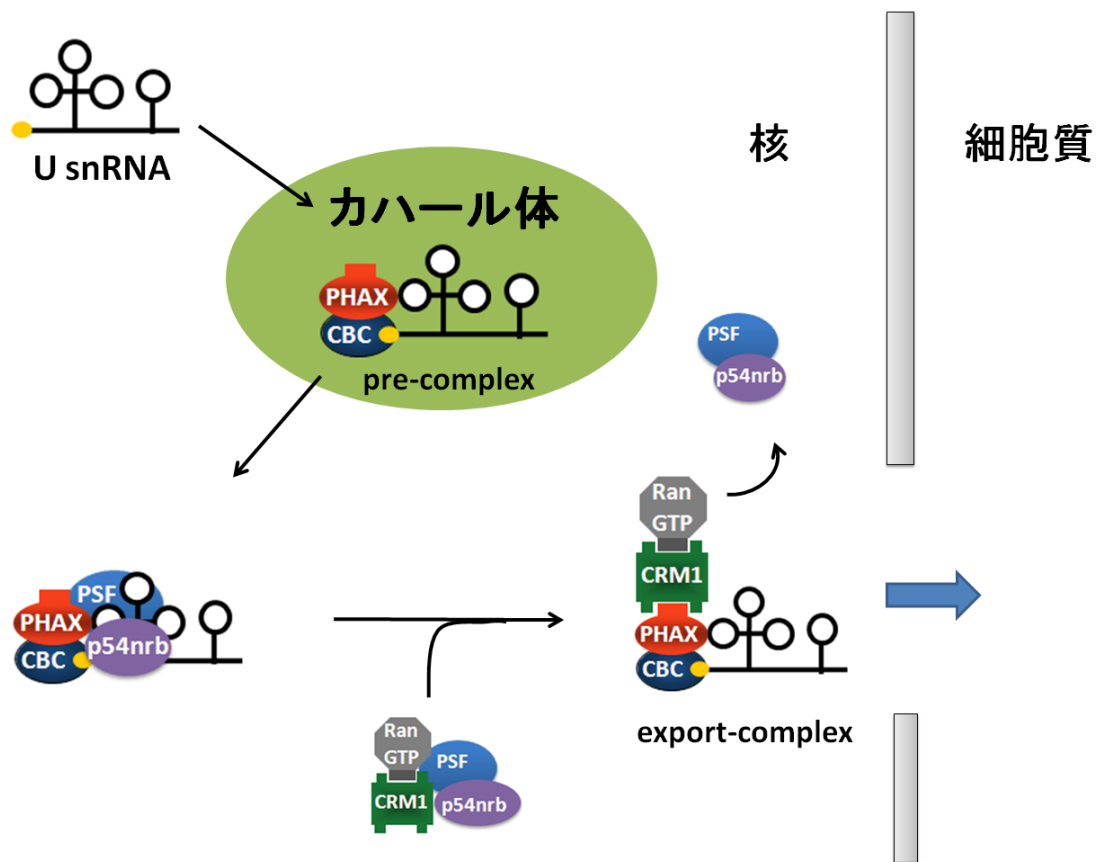 U snRNA
核
細胞質
カハール体
PHAX
CBC
pre-complex
PSF
p54nrb
PSF
PHAX
p54nrb
CBC
Ran
GTP
CRM1
PHAX
CBC
export-complex
Ran
GTP
PSF
CRM1
p54nrb